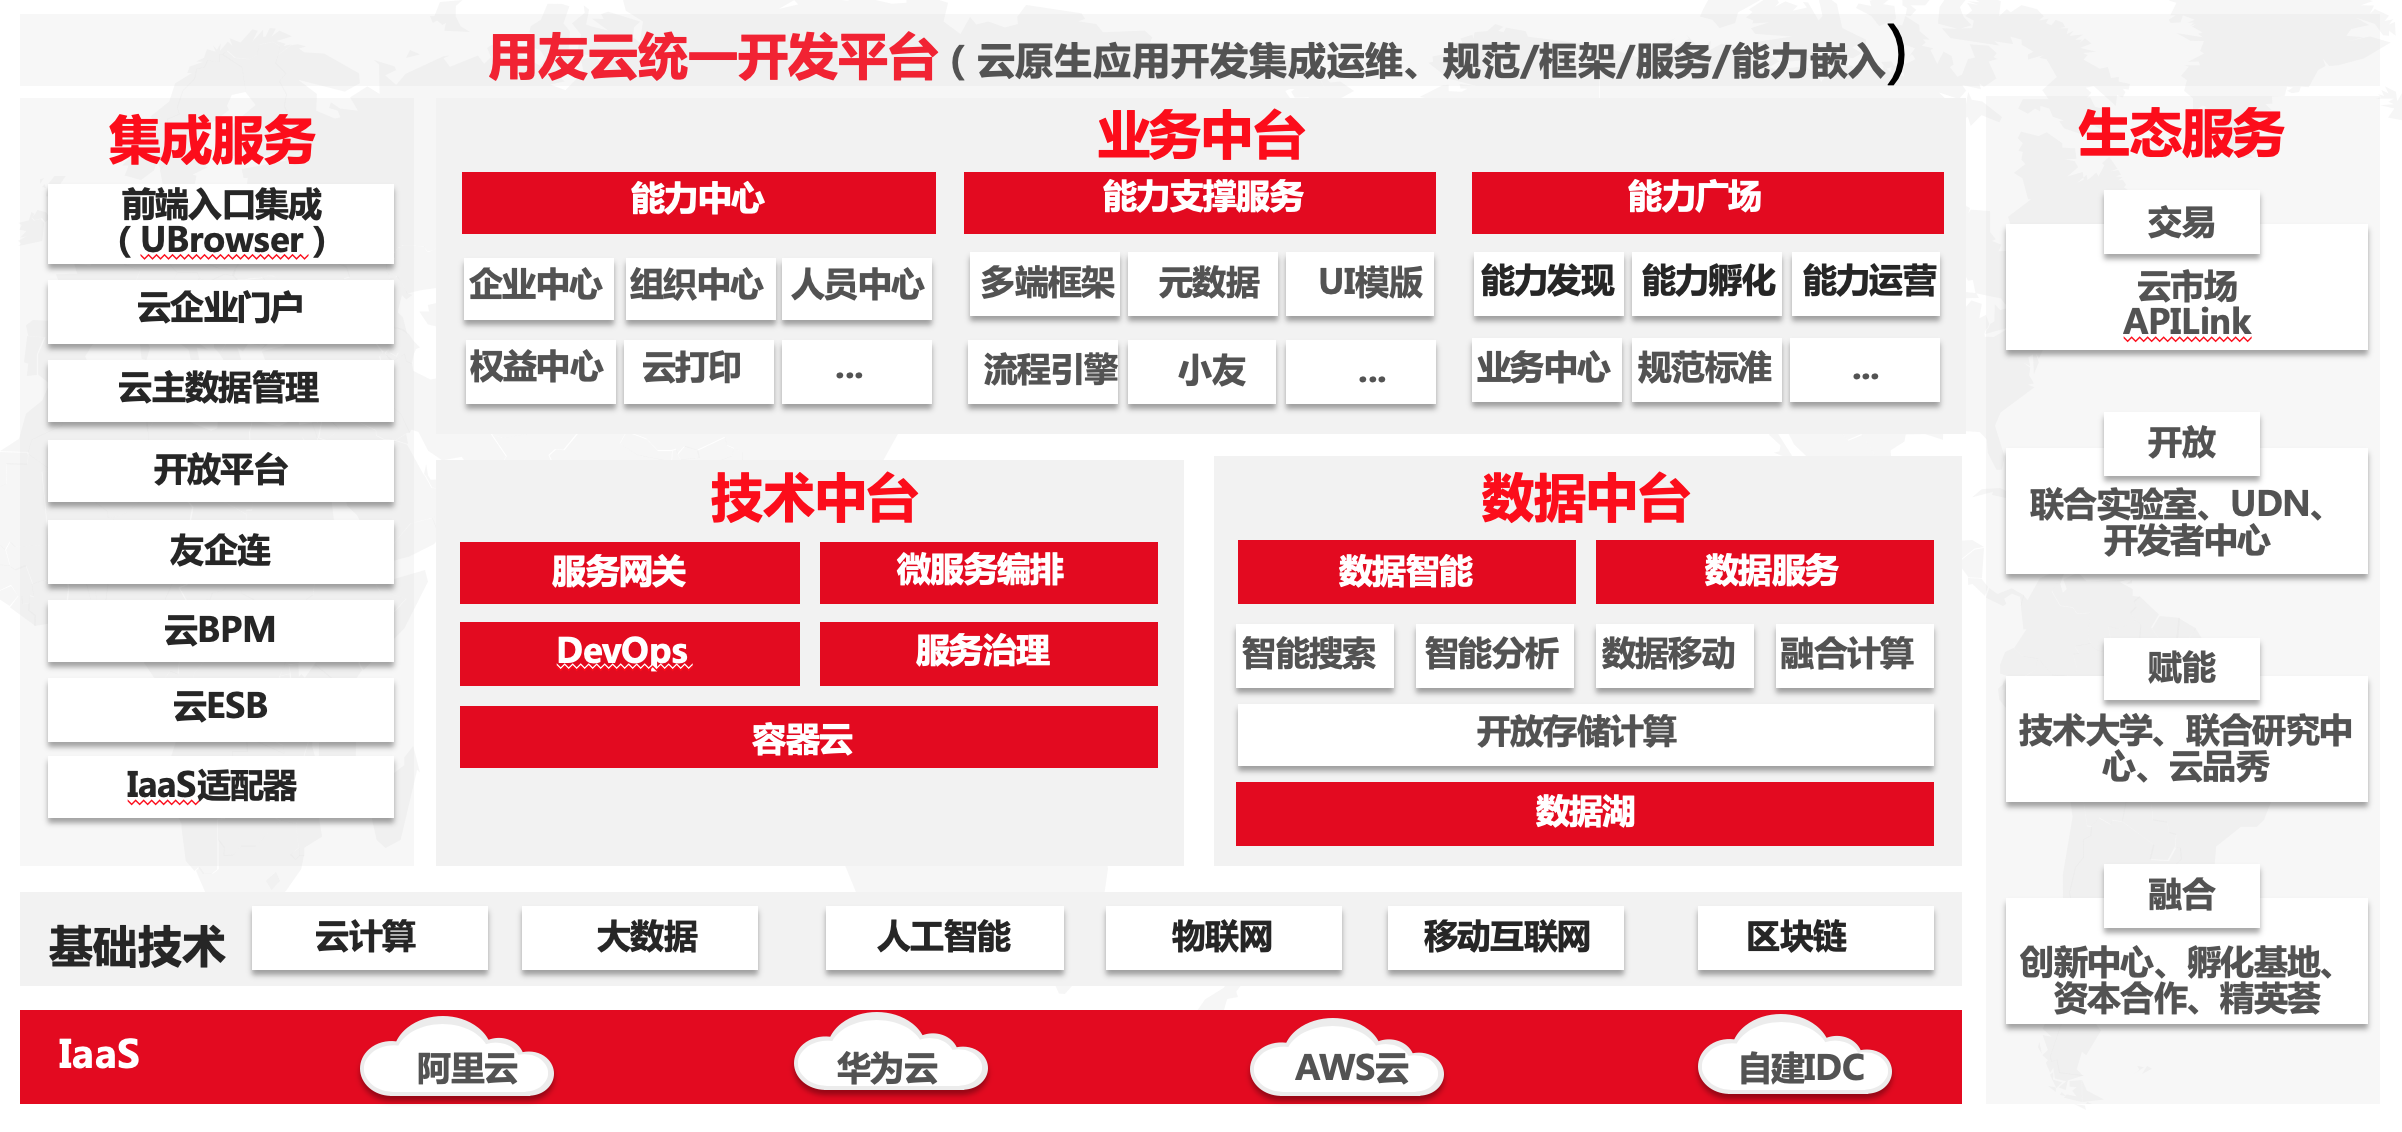 用友云统一开发平台（云原生应用开发集成运维、规范/框架/服务/能力嵌入）
集成服务
前端入口集成
（UBrowser）
云企业门户
云主数据管理
开放平台
友企连
云BPM
云ESB
IaaS适配器
业务中台
能力中心
企业中心 组织中心 人员中心
权益中心 云打印 ...
能力支撑服务
多端框架 元数据 UI模版
流程引擎 小友 ...
能力广场
能力发现 能力孵化 能力运营
业务中心 规范标准 ...
技术中台
服务网关 微服务编排
DevOps 服务治理
容器云
数据中台
数据智能 数据服务
智能搜索 智能分析 数据移动 融合计算
开放存储计算
数据湖
生态服务
交易
云市场
APILink
开放
联合实验室、UDN、
开发者中心
赋能
技术大学、联合研究中
心、云品秀
融合
创新中心、孵化基地、
资本合作、精英荟
基础技术 云计算 大数据 人工智能 物联网 移动互联网 区块链
IaaS 阿里云 华为云 AWS云 自建IDC